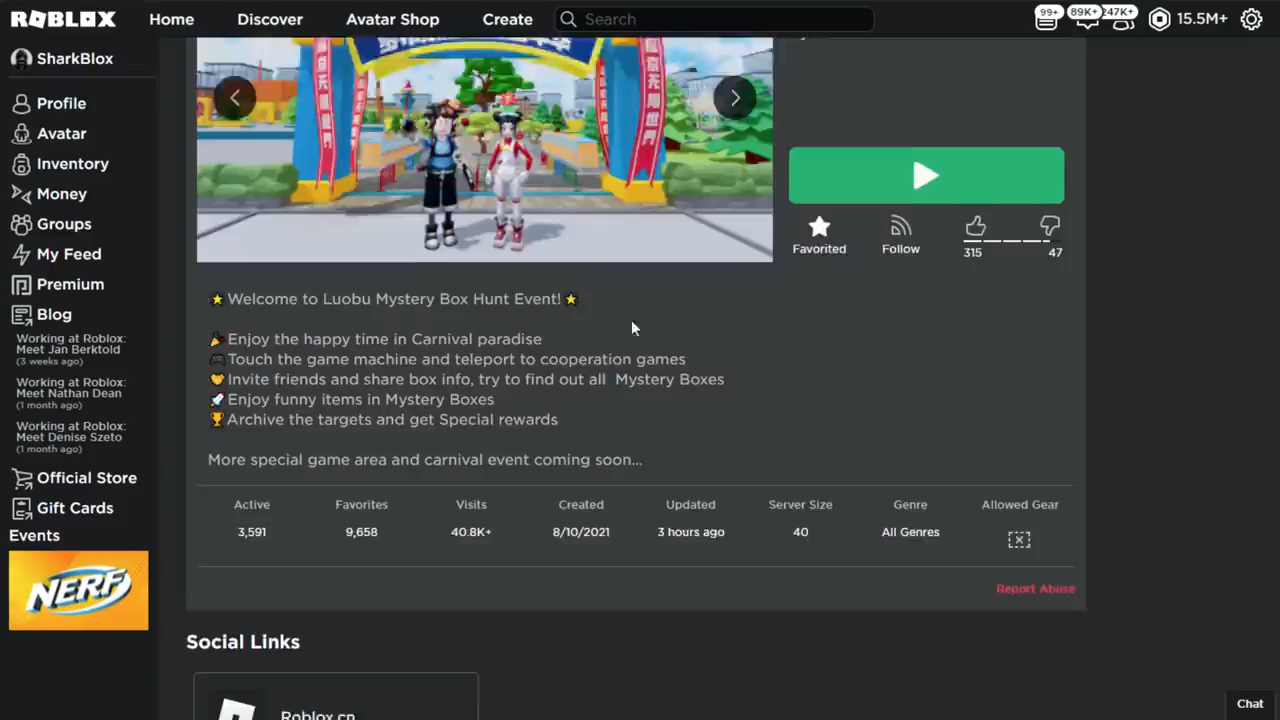 ROBLOX
Home
Discover
Avatar Shop
Create
Search
99+
89K+
247K+
15.5M+
SharkBlox
Profile
Avatar
Inventory
Money
Groups
My Feed
Premium
Blog
Working at Roblox:
Meet Jan Berktold
(3 weeks ago)
Working at Roblox:
Meet Nathan Dean
(1 month ago)
Working at Roblox:
Meet Denise Szeto
(1 month ago)
Official Store
Gift Cards
Events
NERF
Favorited
Follow
315
47
Welcome to Luobu Mystery Box Hunt Event!
Enjoy the happy time in Carnival paradise
Touch the game machine and teleport to cooperation games
Invite friends and share box info, try to find out all Mystery Boxes
Enjoy funny items in Mystery Boxes
Archive the targets and get Special rewards
More special game area and carnival event coming soon...
Active
Favorites
Visits
Created
Updated
Server Size
Genre
Allowed Gear
3,591
9,658
40.8K+
8/10/2021
3 hours ago
40
All Genres
Report Abuse
Social Links
Roblox.cn
Chat